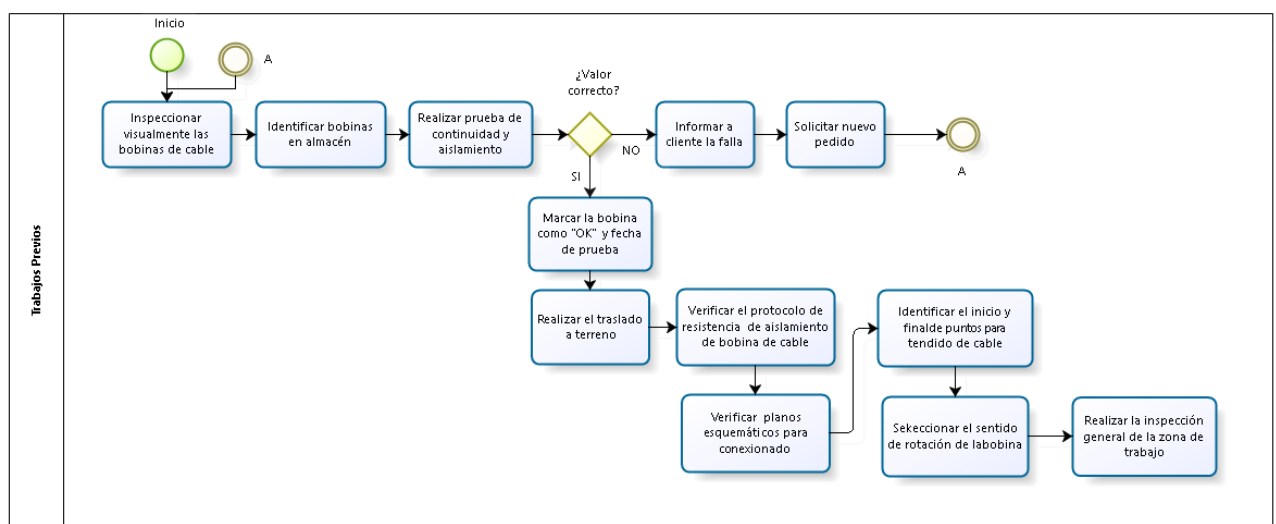 Trabajos Previos
Inicio
A
¿Valor
correcto?
Inspeccionar
visualmente las
bobinas de cable
Identificar bobinas
en almacén
Realizar prueba de
continuidad y
aislamiento
NO
Informar a
cliente la falla
Solicitar nuevo
pedido
A
SI
Marcar la bobina
como "OK" y fecha
de prueba
Realizar el traslado
a terreno
Verificar el protocolo de
resistencia de aislamiento
de bobina de cable
Identificar el inicio y
finalde puntos para
tendido de cable
Verificar planos
esquemáticos para
conexionado
Sekeccionar el sentido
de rotación de labobina
Realizar la inspección
general de la zona de
trabajo